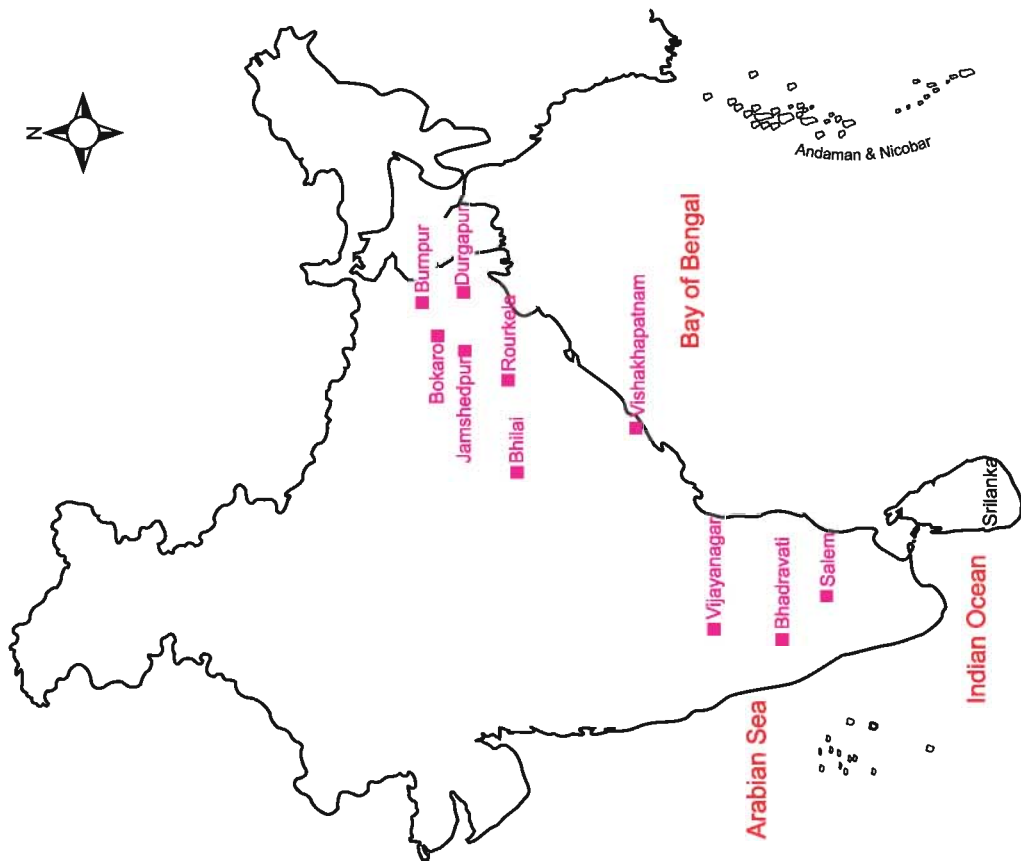 N
Bumpur
Durgapur
Bokaro
Jamshedpur
Rourkela
Bhilai
Vishakhapatnam
Vijayanagar
Bhadravati
Salem
Andaman & Nicobar
Bay of Bengal
Arabian Sea
Indian Ocean
Srilanka